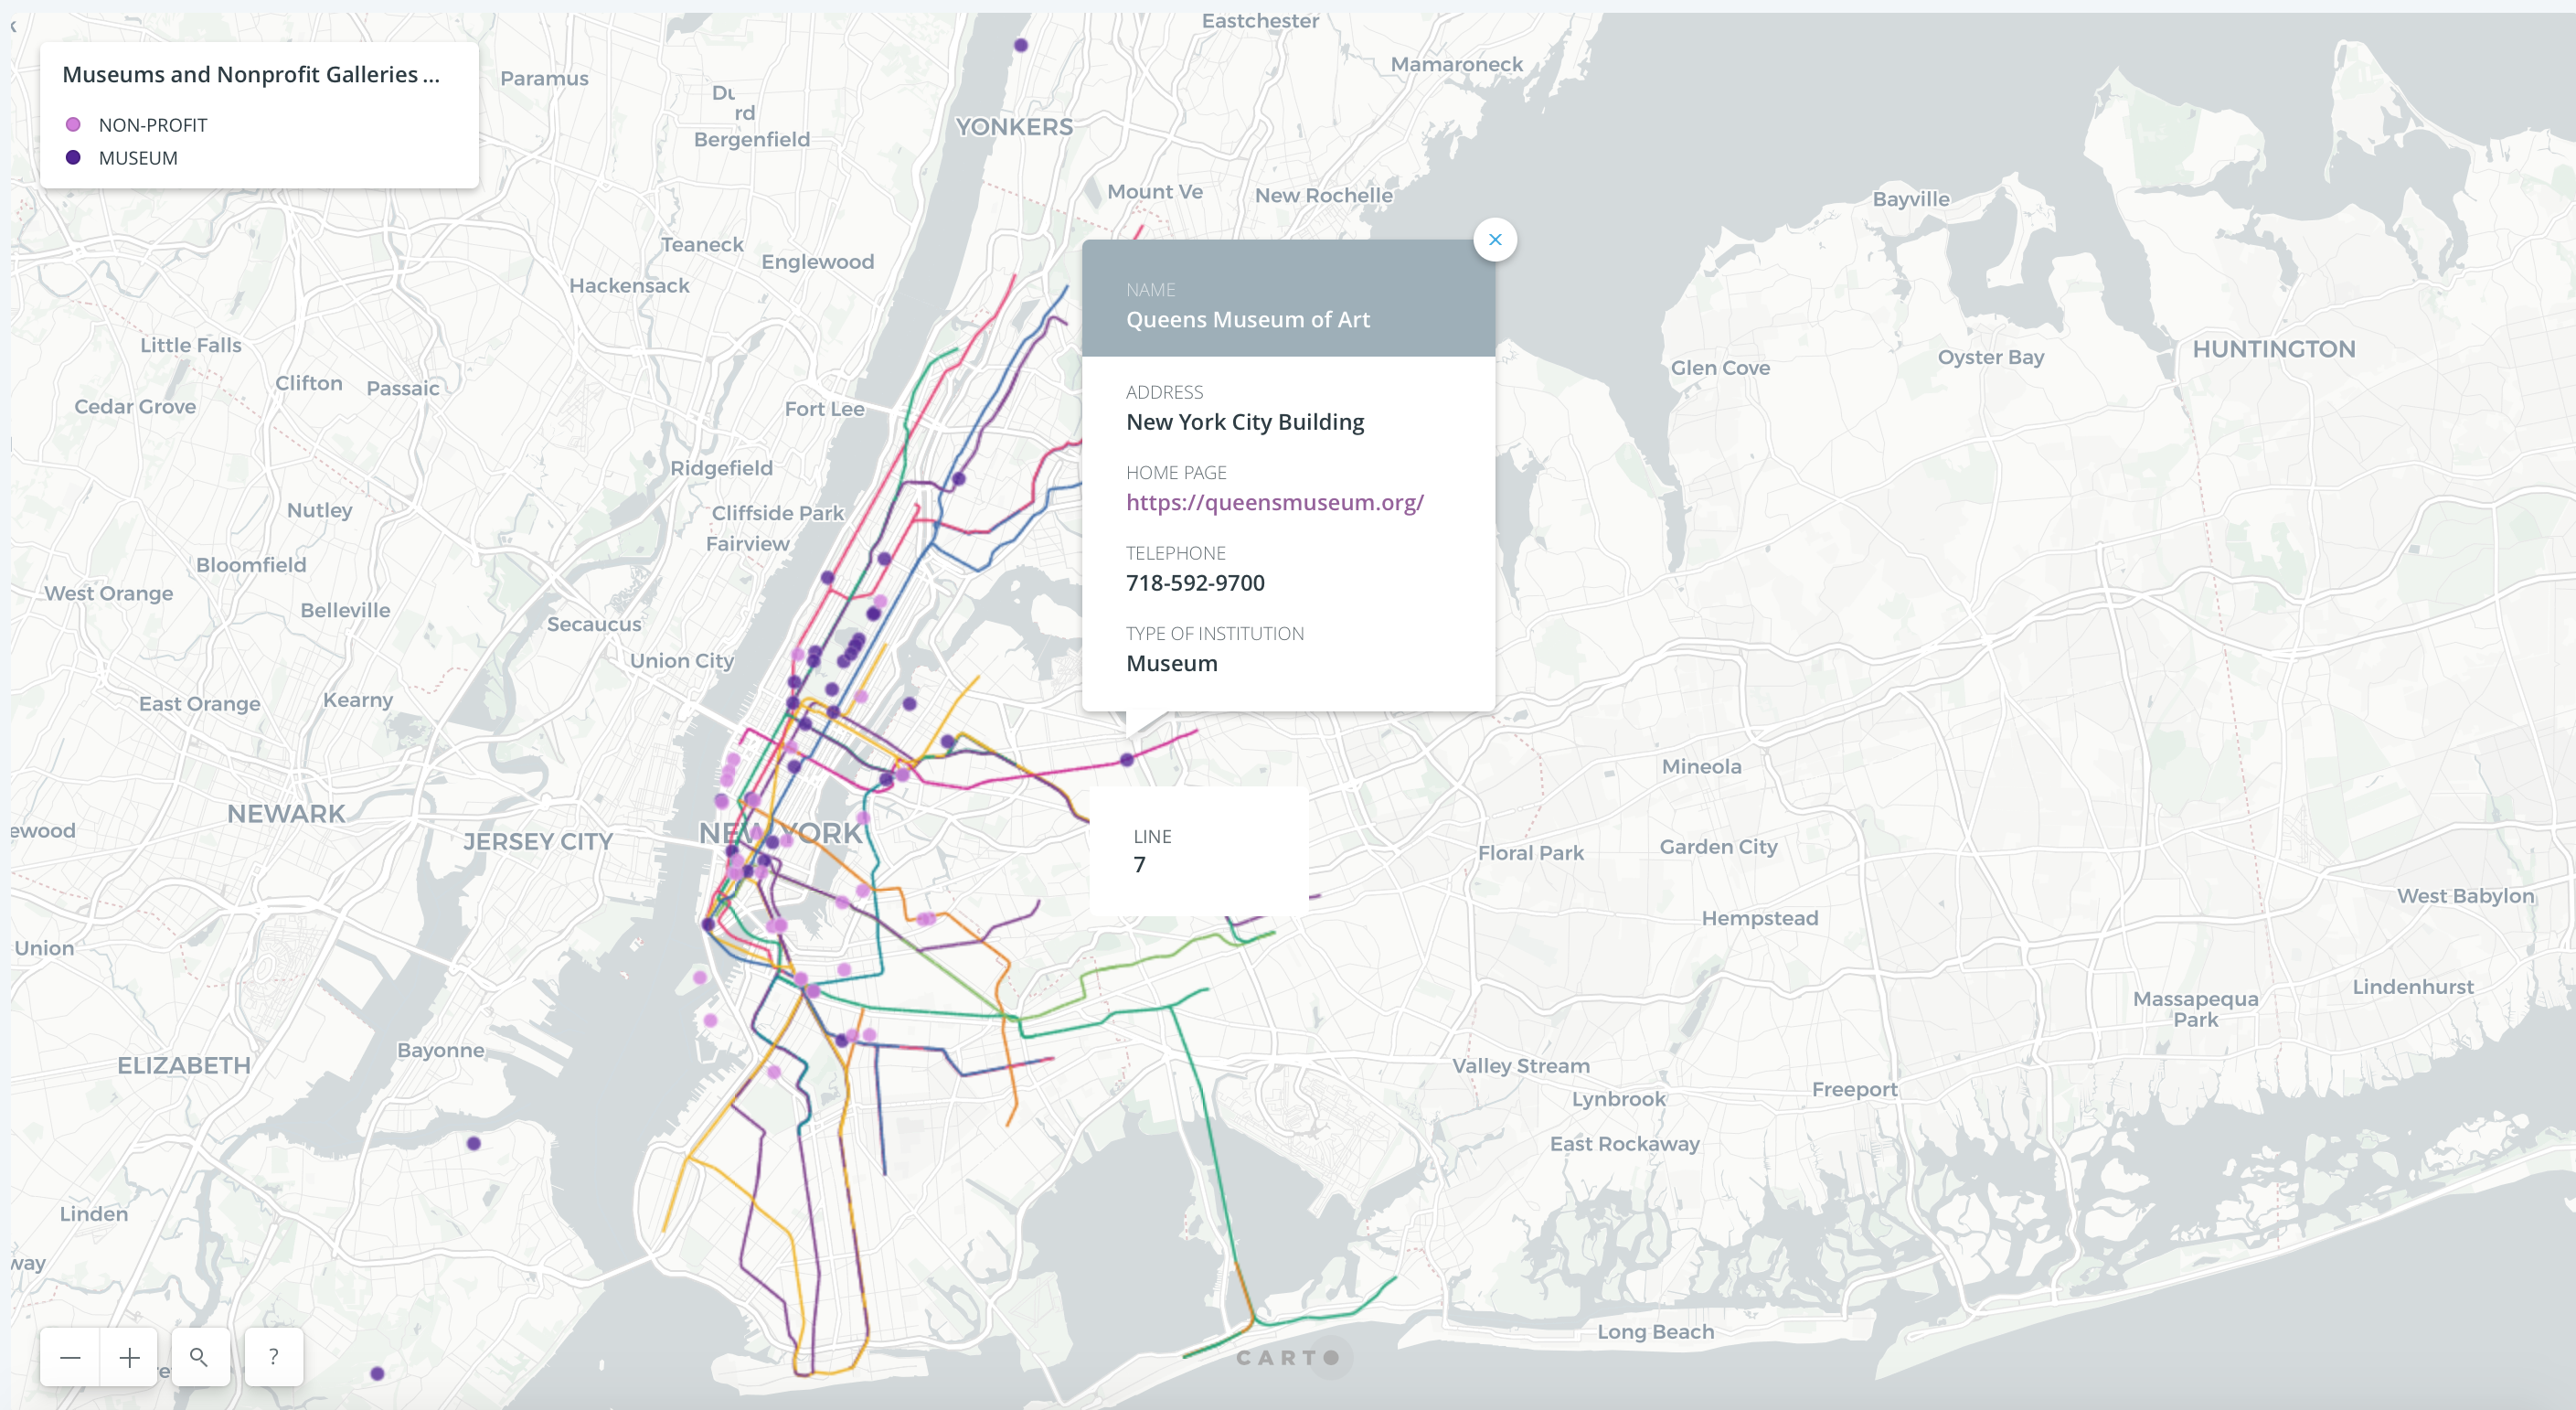 Eastchester
Museums and Nonprofit Galleries ...
NON-PROFIT
MUSEUM
Paramus
Mamaroneck
Du
rd
Bergenfield
YONKERS
Mount Ve
New Rochelle
Bayville
Teaneck
Englewood
Hackensack
NAME
Queens Museum of Art
ADDRESS
New York City Building
HOME PAGE
https://queensmuseum.org/
TELEPHONE
718-592-9700
TYPE OF INSTITUTION
Museum
Little Falls
Clifton
Passaic
Cedar Grove
Fort Lee
Glen Cove
Oyster Bay
HUNTINGTON
Ridgefield
Nutley
Cliffside Park
Fairview
Bloomfield
West Orange
Belleville
Secaucus
Union City
East Orange
Kearny
Mineola
NEWARK
ewood
JERSEY CITY
NEW YORK
LINE
7
Floral Park
Garden City
West Babylon
Hempstead
Union
Lindenhurst
Massapequa
Park
Bayonne
ELIZABETH
Valley Stream
Lynbrook
Freeport
East Rockaway
Linden
way
Long Beach
re
?
CARTO